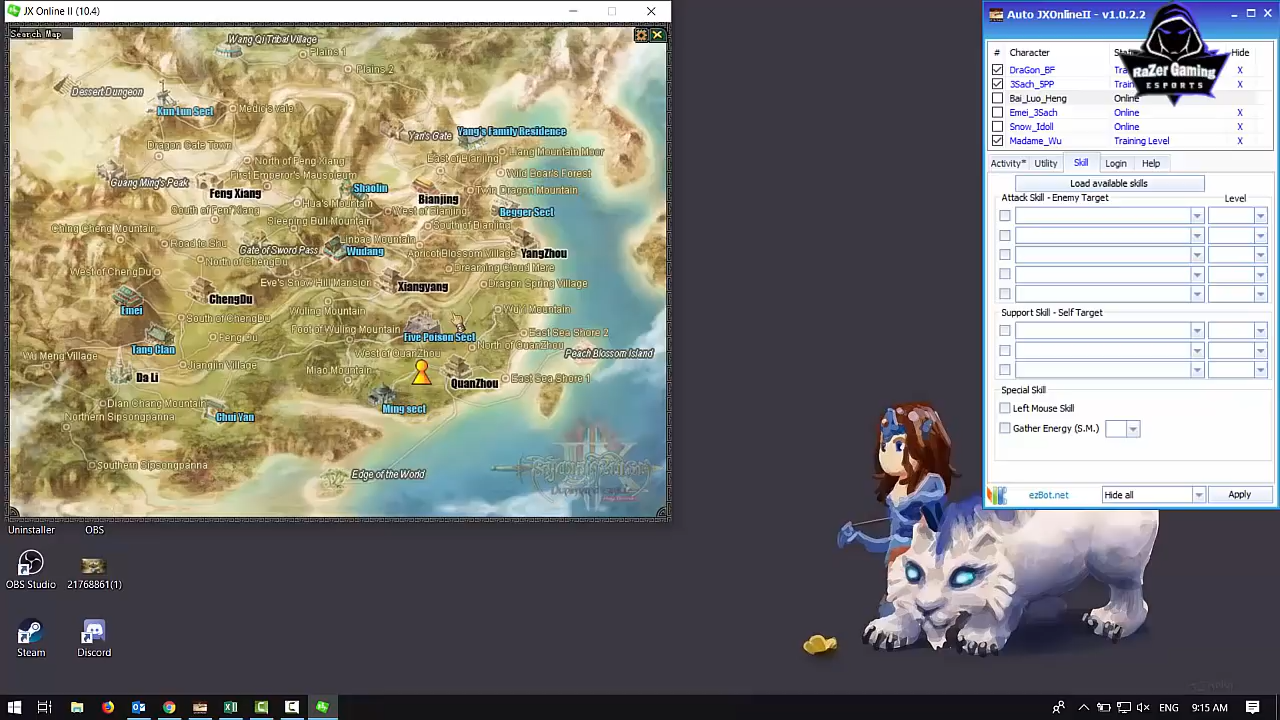 JX Online II (10.4)
Search Map
Wang Qi Tribal Village
Plains 1
Plains 2
Dessert Dungeon
Kun Lun Sect
Medic's vale
Dragon Gate Town
Yan's Gate
Yang's Family Residence
Liang Mountain Moor
East of Bianjing
North of Feng Xiang
First Emperor's Mausoleum
Wild Boar's Forest
Guang Ming's Peak
Feng Xiang
Shaolin
Twin Dragon Mountain
Hua's Mountain
Bianjing
South of Feng Xiang
West of Bianjing
Begger Sect
Sleeping Bull Mountain
South of Bianjing
Ching Cheng Mountain
Road to Shu
Linbao Mountain
Gate of Sword Pass
Wudang
Apricot Blossom Village
YangZhou
North of ChengDu
Dreaming Cloud Mere
West of ChengDu
Eve's Snow Hill Mansion
Xiangyang
Dragon Spring Village
ChengDu
Emei
Wuling Mountain
WuYi Mountain
South of ChengDu
Foot of Wuling Mountain
Five Poison Sect
East Sea Shore 2
Feng Du
North of QuanZhou
Tang Clan
West of QuanZhou
Peach Blossom Island
Wu Meng Village
Jiangjin Village
Miao Mountain
Da Li
QuanZhou
East Sea Shore 1
Dian Chang Mountain
Ming sect
Northern Sipsongpanna
Chui Yan
Southern Sipsongpanna
Edge of the World
Uninstaller
OBS
OBS Studio
21768861(1)
Steam
Discord
Auto JXOnlineII - v1.0.2.2
RaZer Gaming
ESPORTS
# Character Hide
DraGon_BF X
3Sach_5PP X
Bai_Luo_Heng Online
Emei_3Sach Online X
Snow_Idoll Online X
Madame_Wu Training Level X
Activity* Utility Skill Login Help
Load available skills
Attack Skill - Enemy Target Level
Support Skill - Self Target
Special Skill
Left Mouse Skill
Gather Energy (S.M.)
ezBot.net Hide all Apply
ENG 9:15 AM